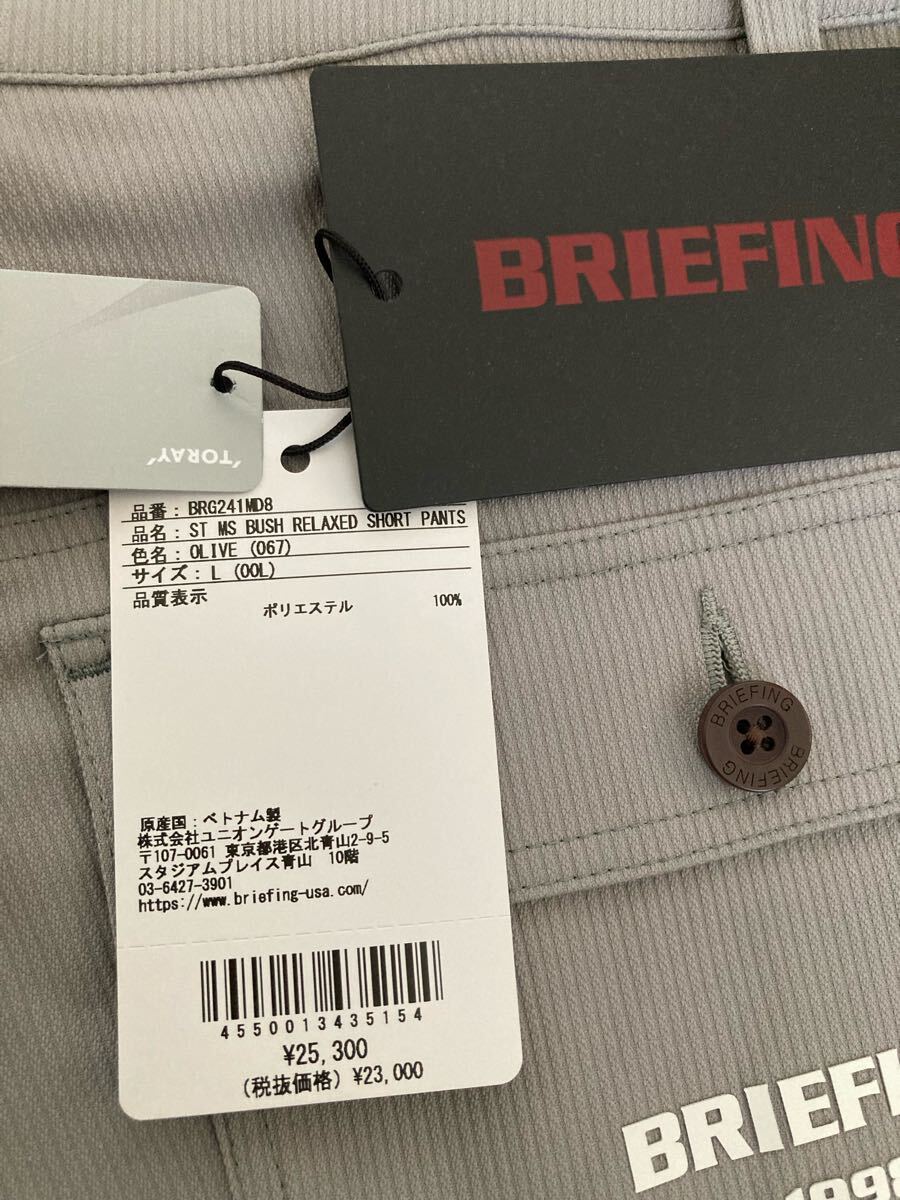 BRIEFING
"TORAY"
品番：BRG241MD8
品名：ST MS BUSH RELAXED SHORT PANTS
色名：OLIVE (067)
サイズ：L (00L)
品質表示
ポリエステル 100%
BRIEFING
BRIEFING
原産国：ベトナム製
株式会社ユニオンゲートグループ
〒107-0061 東京都港区北青山2-9-5
スタジアムプレイス青山 10階
03-6427-3901
https://www.briefing-usa.com/
4550013435154
¥25,300
(税抜価格) ¥23,000
BRIEFI
1998